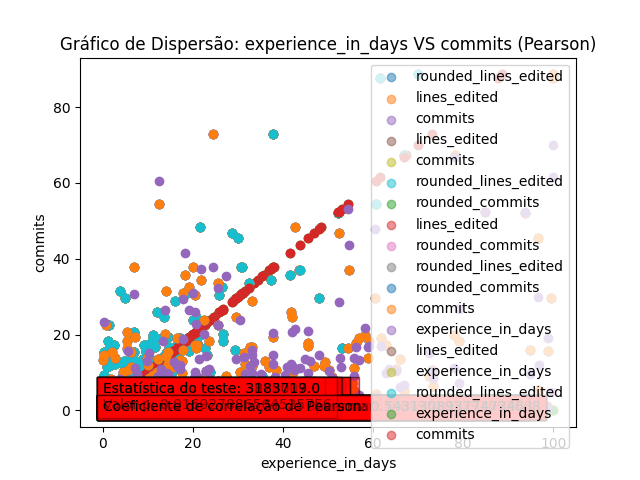 Gráfico de Dispersão: experience_in_days VS commits (Pearson)
commits
80
60
40
20
0
rounded_lines_edited
lines_edited
commits
lines_edited
commits
rounded_lines_edited
rounded_commits
lines_edited
rounded_commits
rounded_lines_edited
rounded_commits
commits
experience_in_days
lines_edited
experience_in_days
rounded_lines_edited
experience_in_days
commits
Estatística do teste:
Coeficiente de correlação de Pearson:
0
20
40
60
80
100
experience_in_days